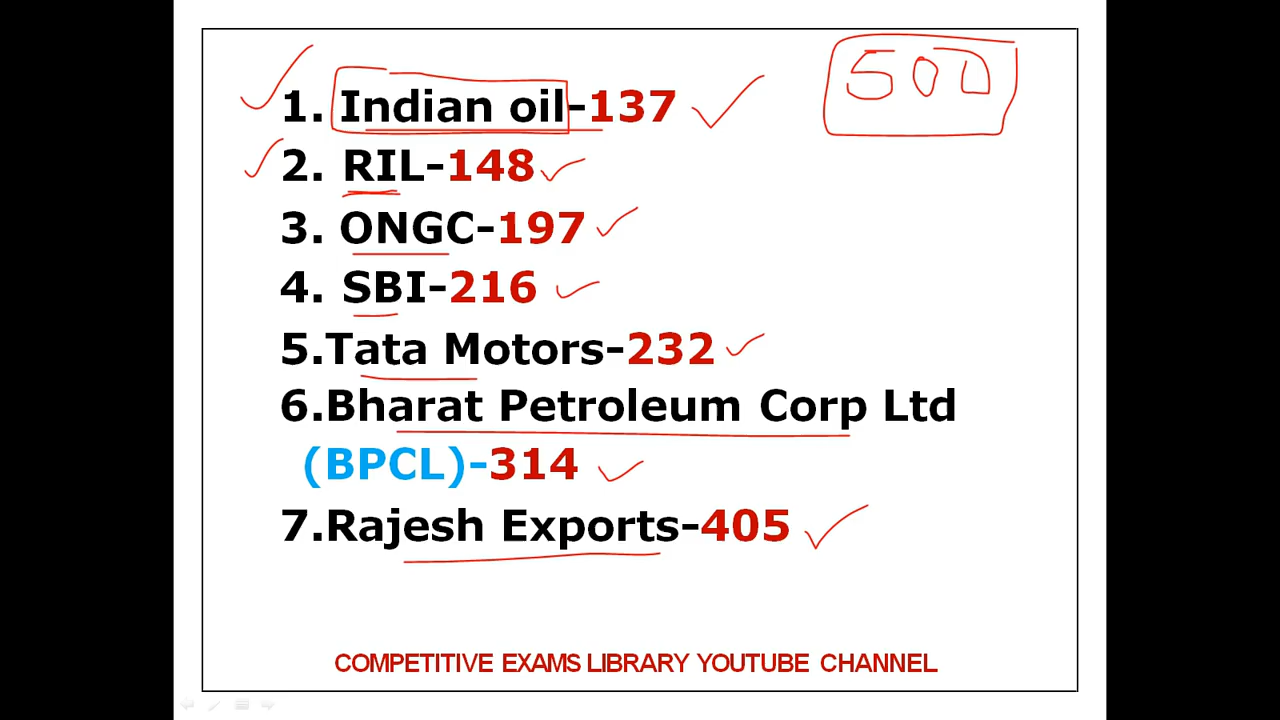 500
1. Indian oil-137
2. RIL-148
3. ONGC-197
4. SBI-216
5.Tata Motors-232
6.Bharat Petroleum Corp Ltd
(BPCL)-314
7.Rajesh Exports-405
COMPETITIVE EXAMS LIBRARY YOUTUBE CHANNEL